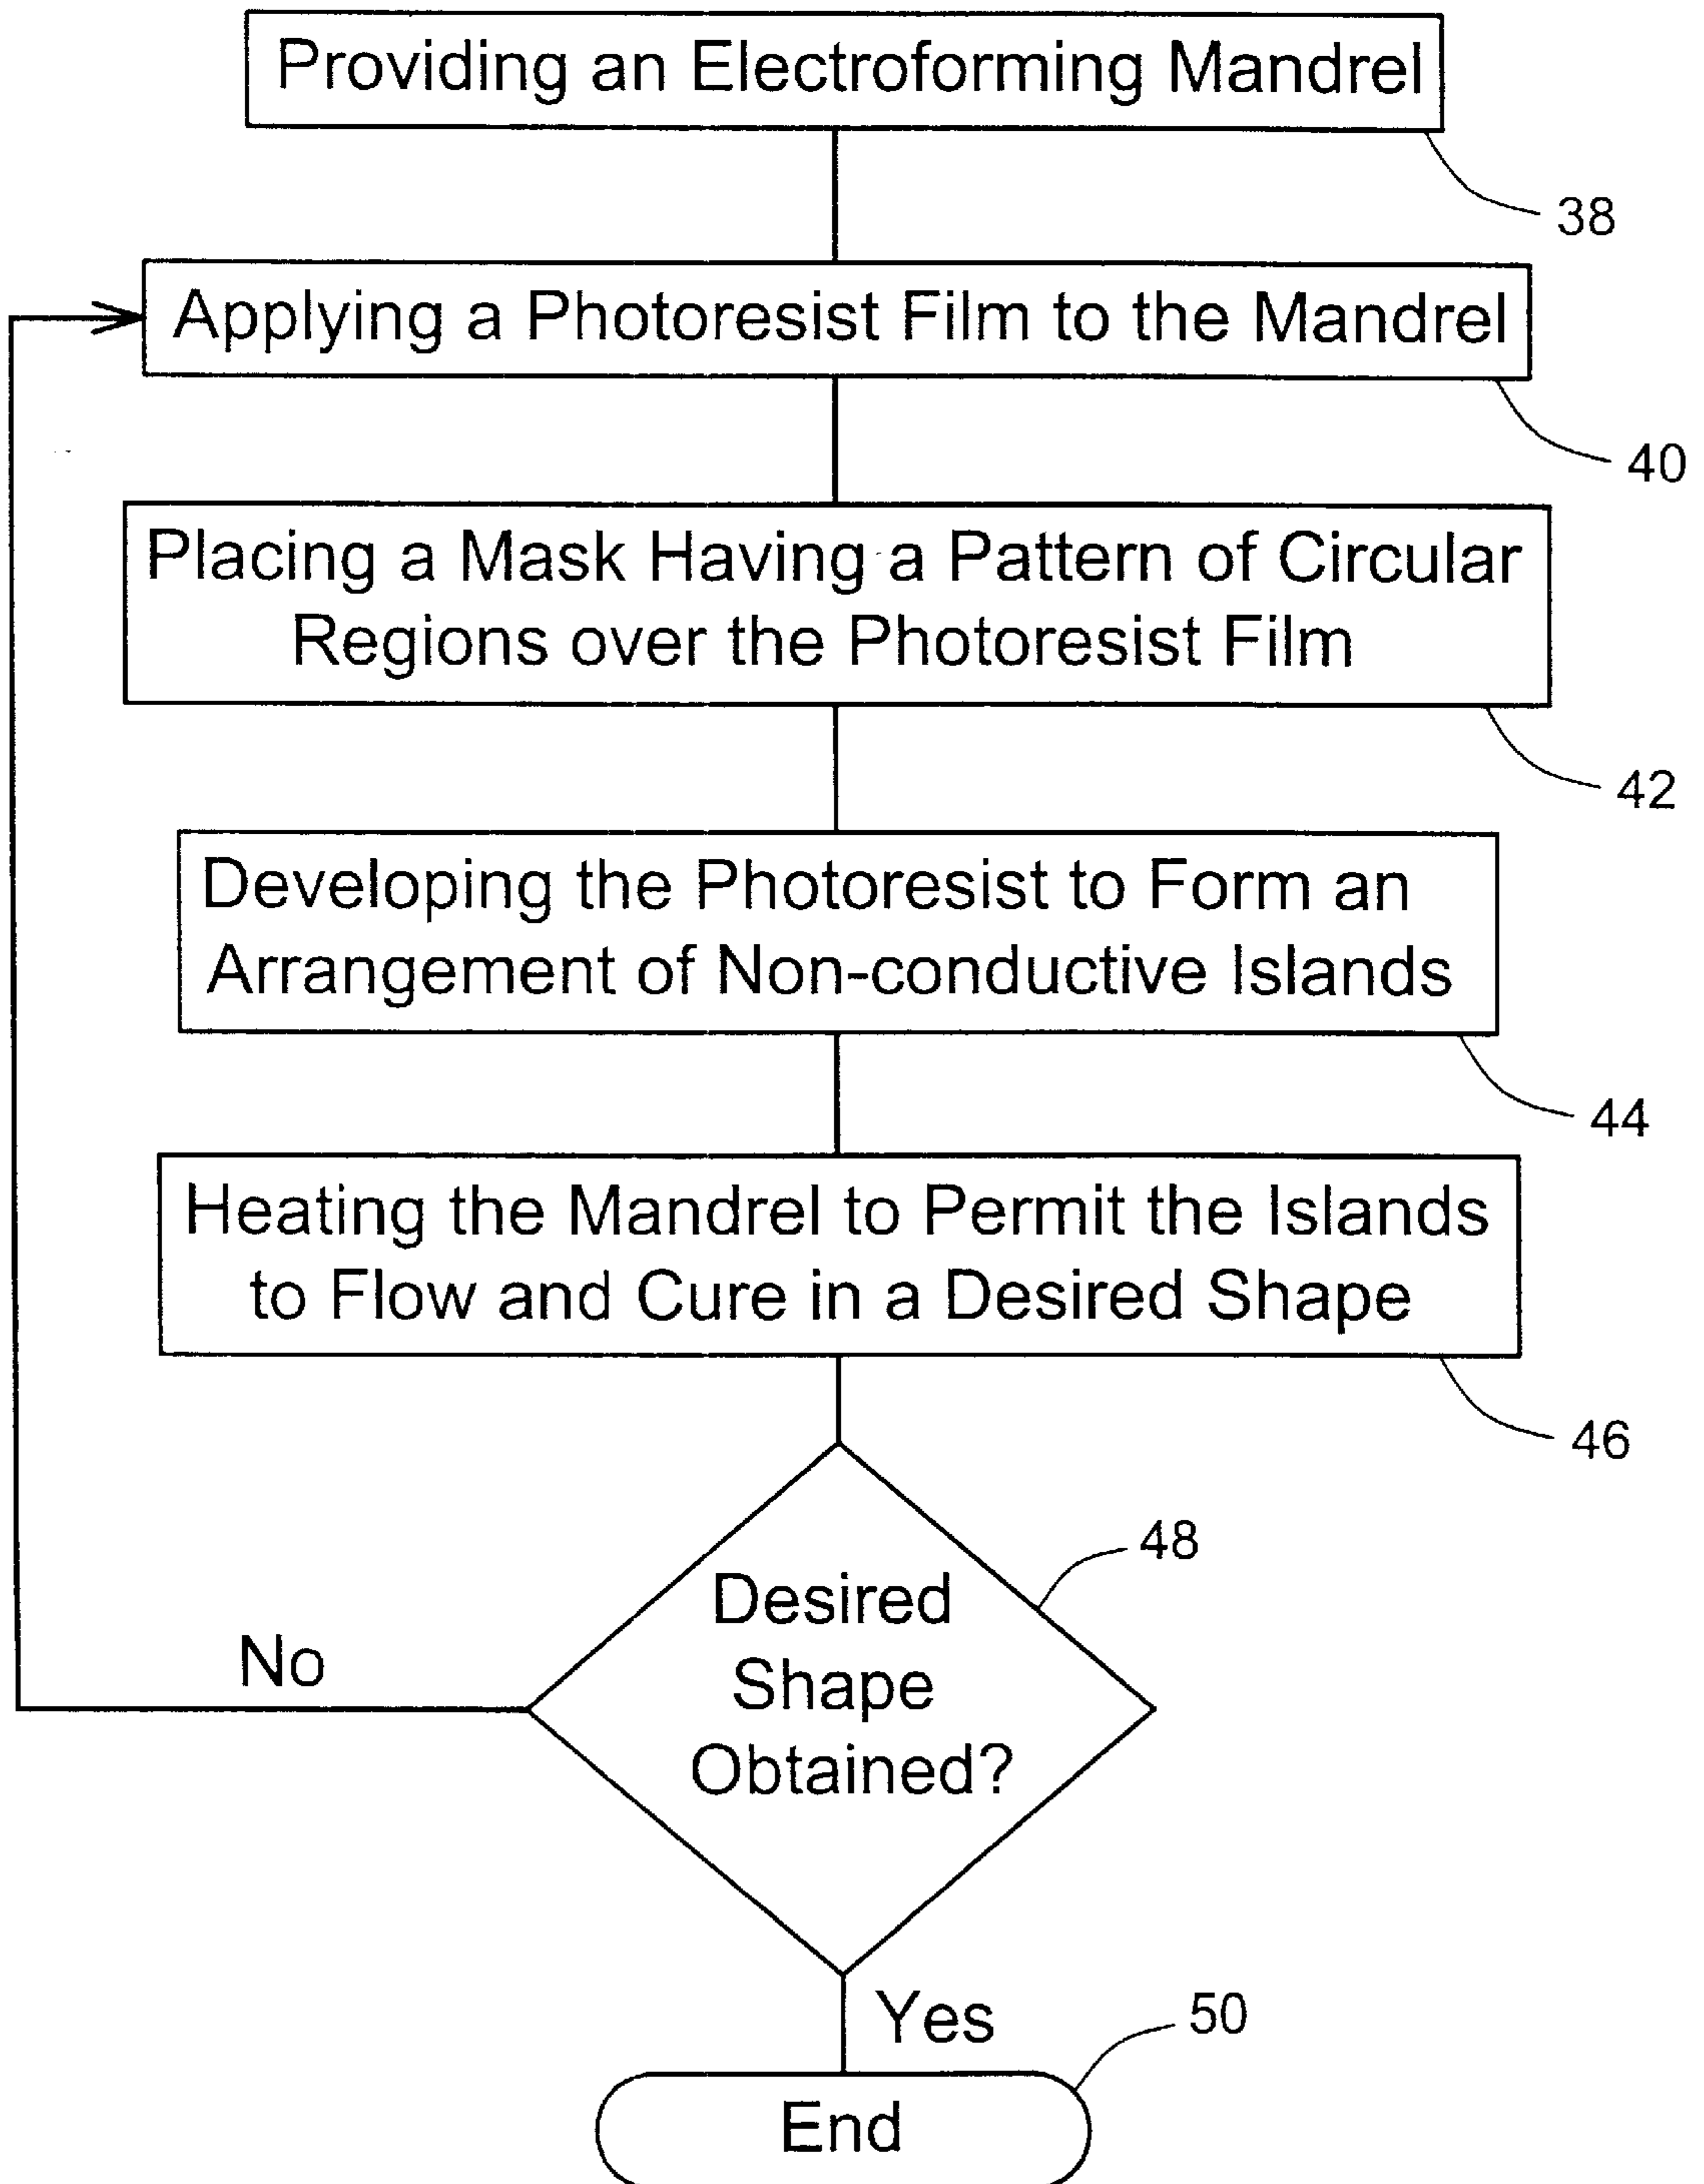 Providing an Electroforming Mandrel
38
Applying a Photoresist Film to the Mandrel
40
Placing a Mask Having a Pattern of Circular
Regions over the Photoresist Film
42
Developing the Photoresist to Form an
Arrangement of Non-conductive Islands
44
Heating the Mandrel to Permit the Islands
to Flow and Cure in a Desired Shape
46
48
Desired
Shape
Obtained?
No
Yes
50
End